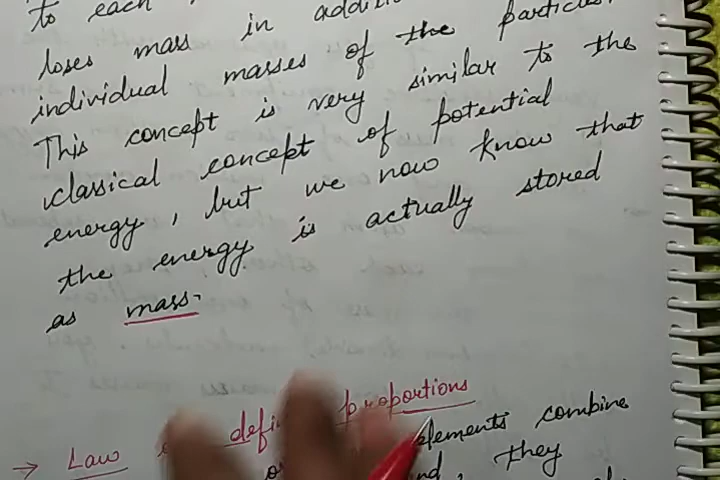 to each
loses mass in addit
individual masses of the particles.
This concept is very similar to the
classical concept of potential
energy, but we now know that
the energy is actually stored
as mass.
→ Law defi proportions
elements combine
they